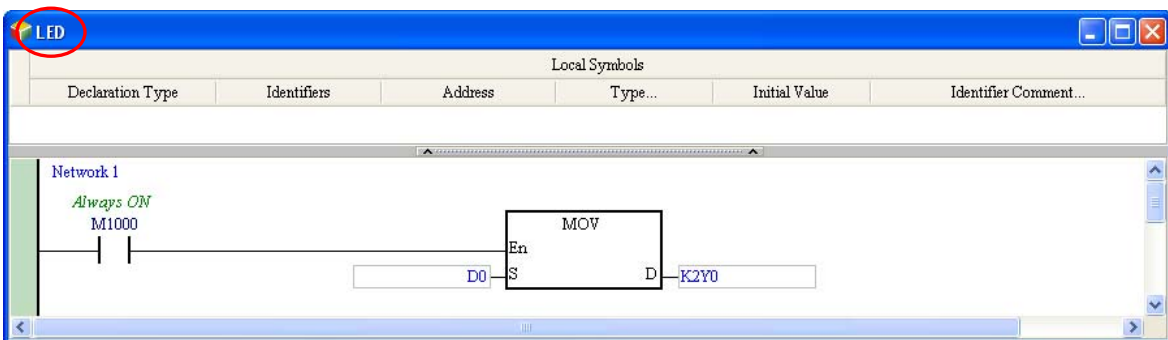 LED
Local Symbols
Declaration Type Identifiers Address Type... Initial Value Identifier Comment...
Network 1
Always ON
M1000
MOV
En
D0 S D K2Y0